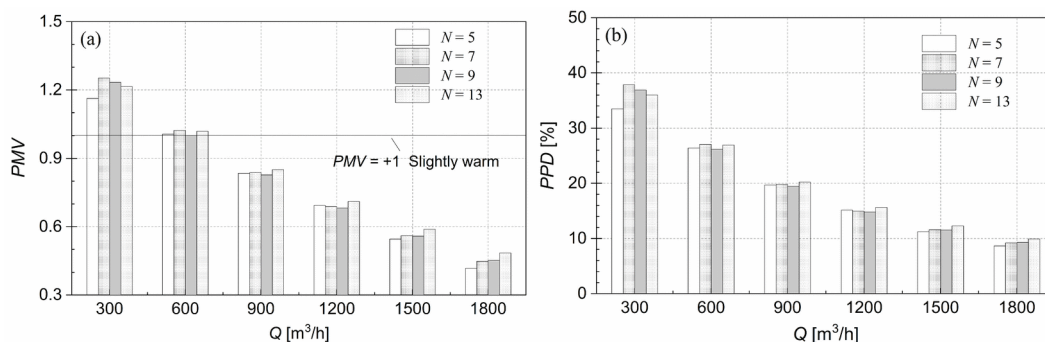 (a)
N = 5
N = 7
N = 9
N = 13
PMV = +1 Slightly warm
PMV
1.5
1.2
0.9
0.6
0.3
300 600 900 1200 1500 1800
Q [m³/h]
(b)
N = 5
N = 7
N = 9
N = 13
PPD [%]
50
40
30
20
10
0
300 600 900 1200 1500 1800
Q [m³/h]